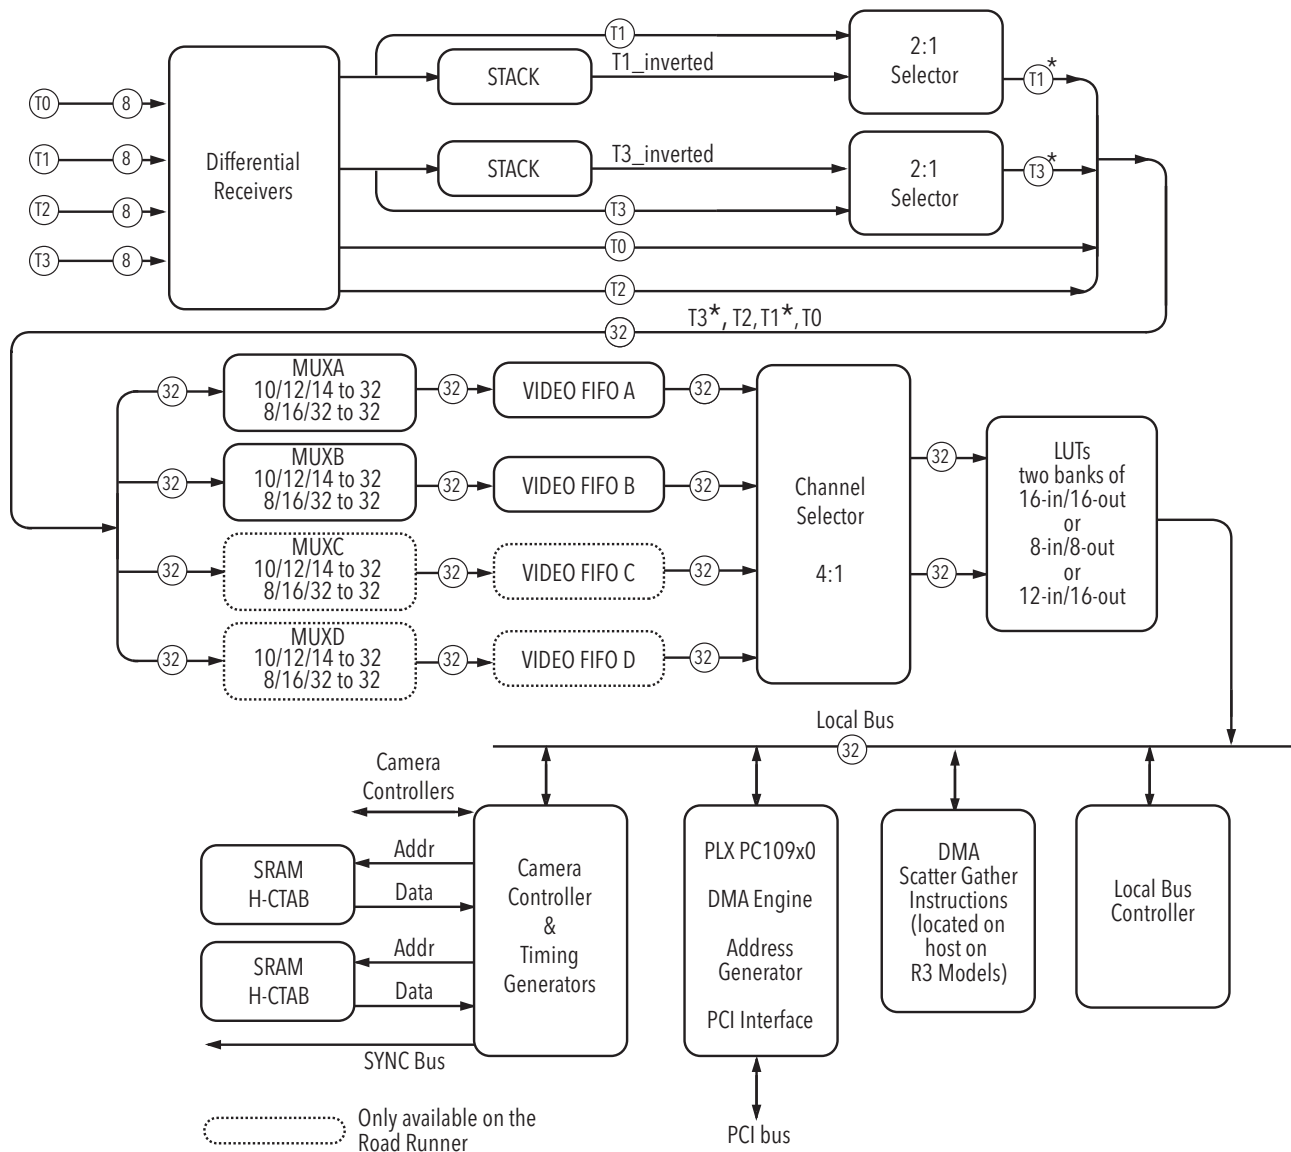 T1
T1_inverted
STACK
2:1
Selector
T1*
T0 8
T1 8
T2 8
T3 8
Differential
Receivers
T3_inverted
STACK
2:1
Selector
T3*
T3
T0
T2
T3*, T2, T1*, T0
32
32
MUXA
10/12/14 to 32
8/16/32 to 32
32
VIDEO FIFO A
32
32
MUXB
10/12/14 to 32
8/16/32 to 32
32
VIDEO FIFO B
32
32
MUXC
10/12/14 to 32
8/16/32 to 32
32
VIDEO FIFO C
32
32
MUXD
10/12/14 to 32
8/16/32 to 32
32
VIDEO FIFO D
32
Channel
Selector
4:1
32
32
LUTs
two banks of
16-in/16-out
or
8-in/8-out
or
12-in/16-out
Local Bus
32
Camera
Controllers
SRAM
H-CTAB
Addr
Data
SRAM
H-CTAB
Addr
Data
SYNC Bus
Camera
Controller
&
Timing
Generators
PLX PC109x0
DMA Engine
Address
Generator
PCI Interface
PCI bus
DMA
Scatter Gather
Instructions
(located on
host on
R3 Models)
Local Bus
Controller
Only available on the
Road Runner